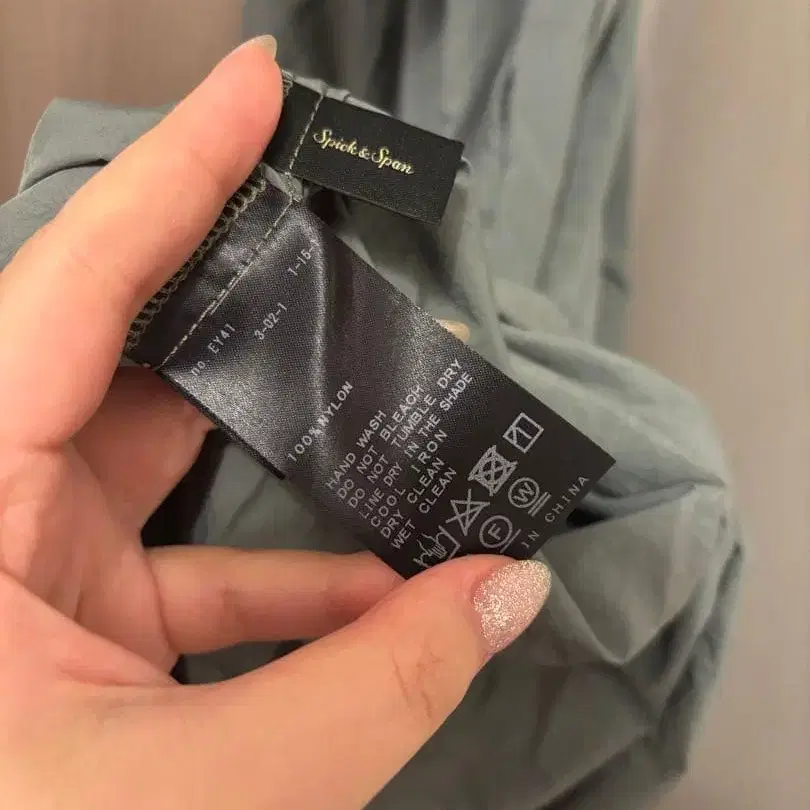 Spick & Span
no. EY41
3-02-1
1-15-
100% NYLON
HAND WASH
DO NOT BLEACH
DO NOT TUMBLE DRY
LINE DRY IN THE SHADE
COOL IRON
DRY CLEAN
WET CLEAN
F W
IN CHINA